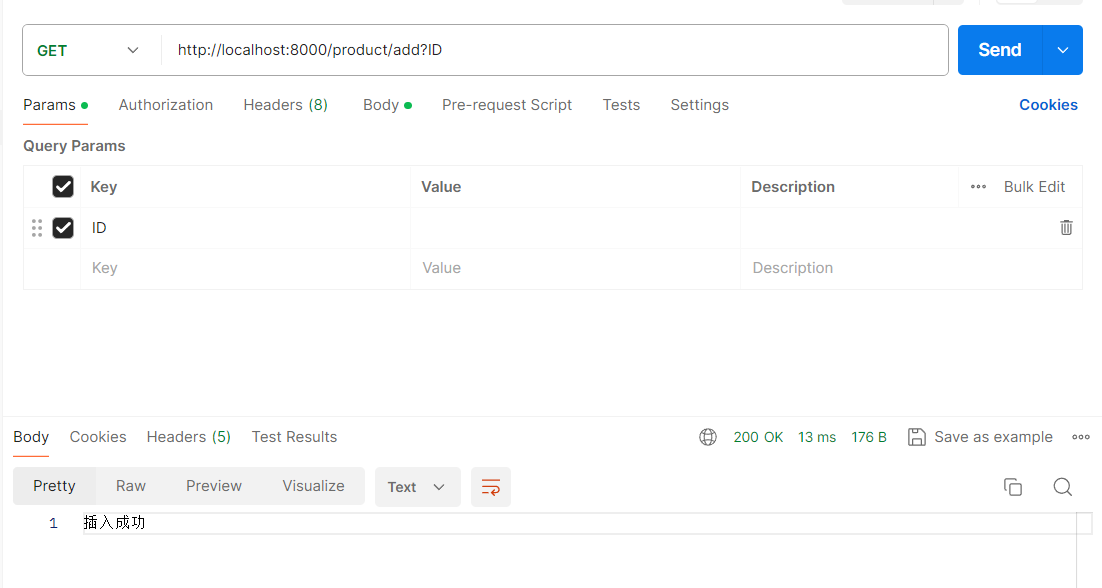 GET http://localhost:8000/product/add?ID Send
Params Authorization Headers (8) Body Pre-request Script Tests Settings Cookies
Query Params
Key Value Description Bulk Edit
ID
Key Value Description
Body Cookies Headers (5) Test Results 200 OK 13 ms 176 B Save as example
Pretty Raw Preview Visualize Text
1 插入成功